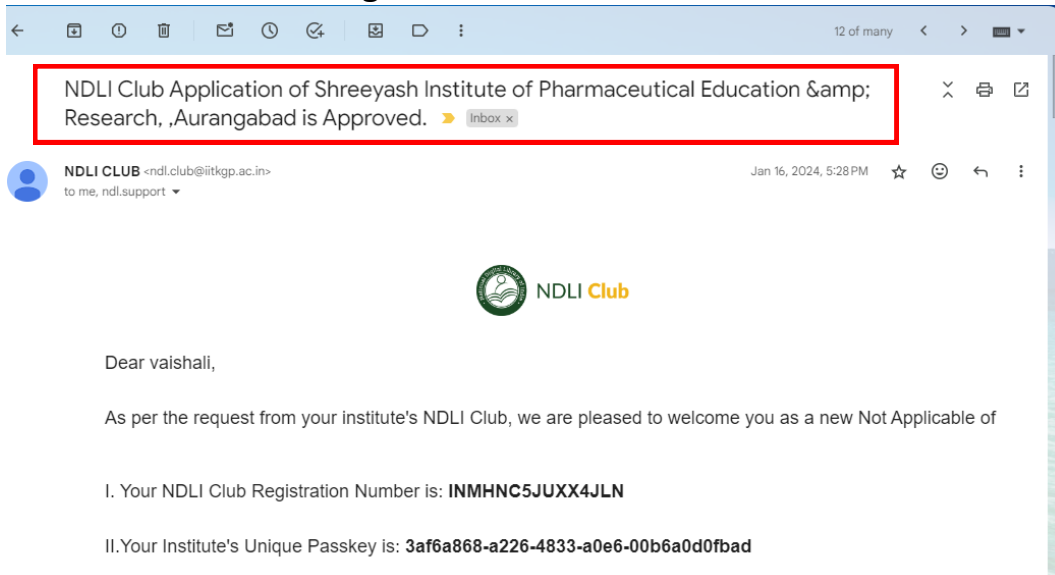 12 of many
NDLI Club Application of Shreeyash Institute of Pharmaceutical Education &amp;
Research, ,Aurangabad is Approved. Inbox x
NDLI CLUB <ndl.club@iitkgp.ac.in> Jan 16, 2024, 5:28 PM
to me, ndl.support
NDLI Club
Dear vaishali,
As per the request from your institute's NDLI Club, we are pleased to welcome you as a new Not Applicable of
I. Your NDLI Club Registration Number is: INMHNC5JUXX4JLN
II.Your Institute's Unique Passkey is: 3af6a868-a226-4833-a0e6-00b6a0d0fbad